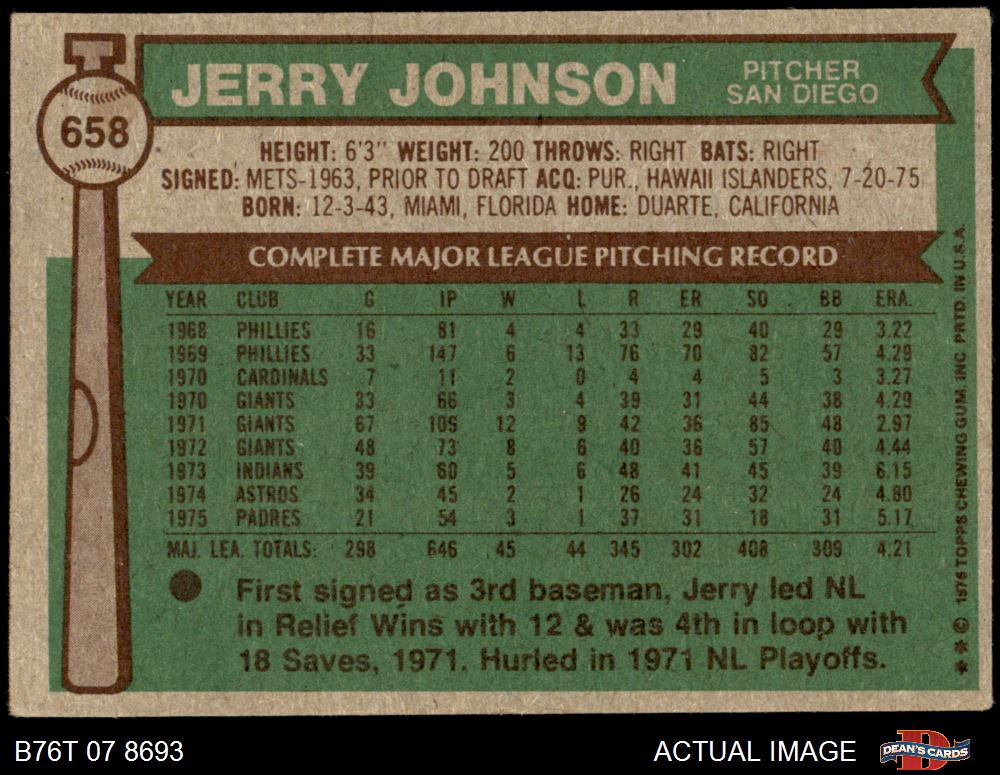 JERRY JOHNSON
PITCHER
SAN DIEGO
658
HEIGHT: 6'3" WEIGHT: 200 THROWS: RIGHT BATS: RIGHT
SIGNED: METS-1963, PRIOR TO DRAFT ACQ: PUR., HAWAII ISLANDERS, 7-20-75
BORN: 12-3-43, MIAMI, FLORIDA HOME: DUARTE, CALIFORNIA
COMPLETE MAJOR LEAGUE PITCHING RECORD
YEAR CLUB G IP W L R ER SO BB ERA.
1968 PHILLIES 16 81 4 4 33 29 40 29 3.22
1969 PHILLIES 33 147 6 13 76 70 82 57 4.29
1970 CARDINALS 7 11 2 0 4 4 5 3 3.27
1970 GIANTS 33 66 3 4 39 31 44 38 4.29
1971 GIANTS 67 109 12 9 42 36 85 48 2.97
1972 GIANTS 48 73 8 6 40 36 57 40 4.44
1973 INDIANS 39 60 5 6 48 41 45 39 6.15
1974 ASTROS 34 45 2 1 26 24 32 24 4.80
1975 PADRES 21 54 3 1 37 31 18 31 5.17
MAJ. LEA. TOTALS: 298 646 45 44 345 302 408 309 4.21
First signed as 3rd baseman, Jerry led NL
in Relief Wins with 12 & was 4th in loop with
18 Saves, 1971. Hurled in 1971 NL Playoffs.
** © 1976 TOPPS CHEWING GUM, INC. PRTD. IN U.S.A.
B76T 07 8693
ACTUAL IMAGE
DEAN'S CARDS